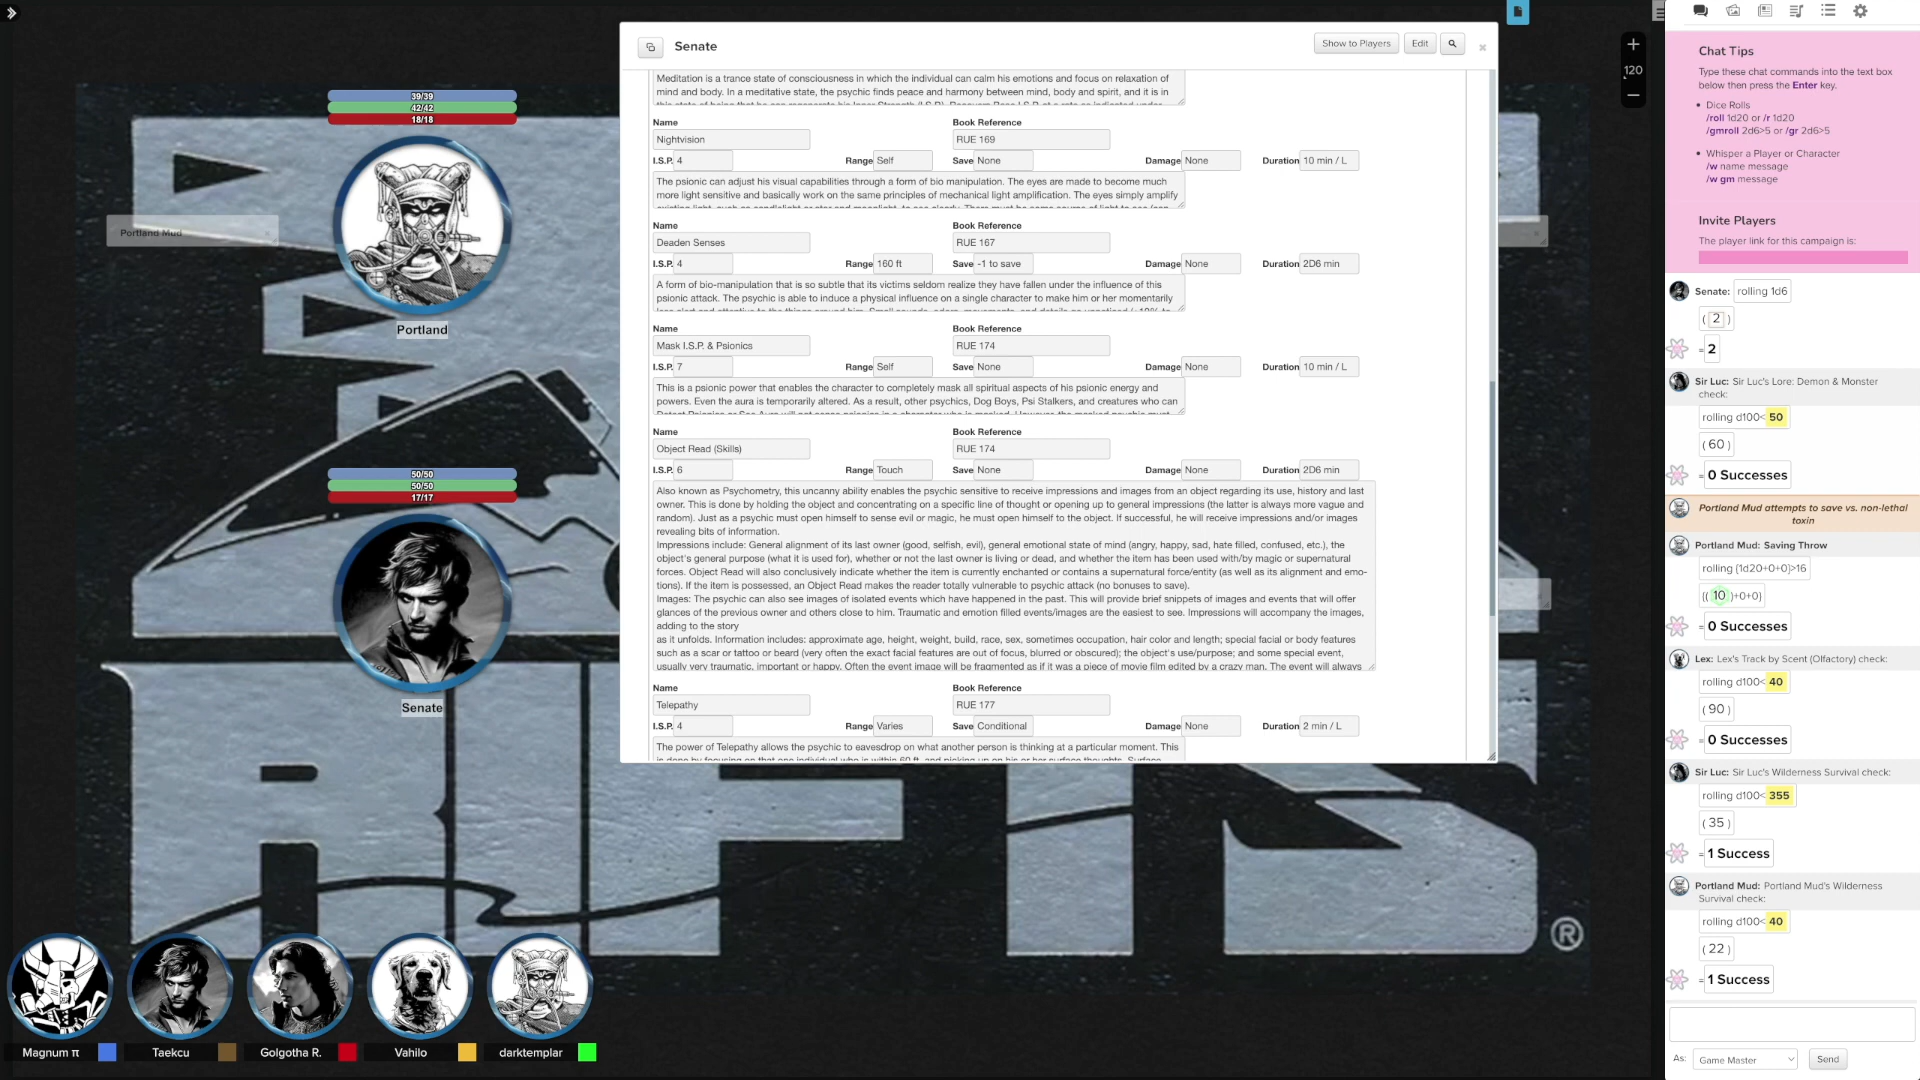 Senate
Show to Players
Edit
Meditation is a trance state of consciousness in which the individual can calm his emotions and focus on relaxation of
mind and body. In a meditative state, the psychic finds peace and harmony between mind, body and spirit, and it is in
Name
Book Reference
Nightvision
RUE 169
I.S.P. 4
Range Self
Save None
Damage None
Duration 10 min / L
The psionic can adjust his visual capabilities through a form of bio manipulation. The eyes are made to become much
more light sensitive and basically work on the same principles of mechanical light amplification. The eyes simply amplify
Name
Book Reference
Deaden Senses
RUE 167
I.S.P. 4
Range 160 ft
Save -1 to save
Damage None
Duration 2D6 min
A form of bio-manipulation that is so subtle that its victims seldom realize they have fallen under the influence of this
psionic attack. The psychic is able to induce a physical influence on a single character to make him or her momentarily
Name
Book Reference
Mask I.S.P. & Psionics
RUE 174
I.S.P. 7
Range Self
Save None
Damage None
Duration 10 min / L
This is a psionic power that enables the character to completely mask all spiritual aspects of his psionic energy and
powers. Even the aura is temporarily altered. As a result, other psychics, Dog Boys, Psi Stalkers, and creatures who can
Name
Book Reference
Object Read (Skills)
RUE 174
I.S.P. 6
Range Touch
Save None
Damage None
Duration 2D6 min
Also known as Psychometry, this uncanny ability enables the psychic sensitive to receive impressions and images from an object regarding its use, history and last
owner. This is done by holding the object and concentrating on a specific line of thought or opening up to general impressions (the latter is always more vague and
random). Just as a psychic must open himself to sense evil or magic, he must open himself to the object. If successful, he will receive impressions and/or images
revealing bits of information.
Impressions include: General alignment of its last owner (good, selfish, evil), general emotional state of mind (angry, happy, sad, hate filled, confused, etc.), the
object's general purpose (what it is used for), whether or not the last owner is living or dead, and whether the item has been used with/by magic or supernatural
forces. Object Read will also conclusively indicate whether the item is currently enchanted or contains a supernatural force/entity (as well as its alignment and emo-
tions). If the item is possessed, an Object Read makes the reader totally vulnerable to psychic attack (no bonuses to save).
Images: The psychic can also see images of isolated events which have happened in the past. This will provide brief snippets of images and events that will offer
glances of the previous owner and others close to him. Traumatic and emotion filled events/images are the easiest to see. Impressions will accompany the images,
adding to the story
as it unfolds. Information includes: approximate age, height, weight, build, race, sex, sometimes occupation, hair color and length; special facial or body features
such as a scar or tattoo or beard (very often the exact facial features are out of focus, blurred or obscured); the object's use/purpose; and some special event,
usually very traumatic, important or happy. Often the event image will be fragmented as if it was a piece of movie film edited by a crazy man. The event will always
Name
Book Reference
Telepathy
RUE 177
I.S.P. 4
Range Varies
Save Conditional
Damage None
Duration 2 min / L
The power of Telepathy allows the psychic to eavesdrop on what another person is thinking at a particular moment. This
39/39
42/42
18/18
Portland Mud
Portland
50/50
50/50
17/17
Senate
®
Magnum π
Taekcu
Golgotha R.
Vahilo
darktemplar
120
Chat Tips
Type these chat commands into the text box
below then press the Enter key.
• Dice Rolls
/roll 1d20 or /r 1d20
/gmroll 2d6>5 or /gr 2d6>5
• Whisper a Player or Character
/w name message
/w gm message
Invite Players
The player link for this campaign is:
Senate: rolling 1d6
(2)
=2
Sir Luc: Sir Luc's Lore: Demon & Monster
check:
rolling d100<50
(60)
=0 Successes
Portland Mud attempts to save vs. non-lethal
toxin
Portland Mud: Saving Throw
rolling {1d20+0+0}>16
{(10)+0+0}
=0 Successes
Lex: Lex's Track by Scent (Olfactory) check:
rolling d100<40
(90)
=0 Successes
Sir Luc: Sir Luc's Wilderness Survival check:
rolling d100<355
(35)
=1 Success
Portland Mud: Portland Mud's Wilderness
Survival check:
rolling d100<40
(22)
=1 Success
As: Game Master
Send